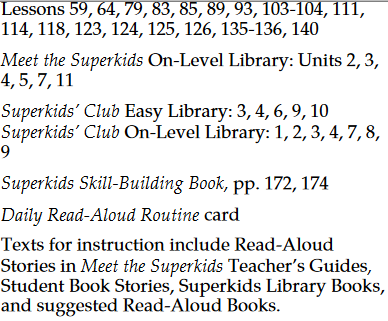 Lessons 59, 64, 79, 83, 85, 89, 93, 103-104, 111,
114, 118, 123, 124, 125, 126, 135-136, 140
Meet the Superkids On-Level Library: Units 2, 3,
4, 5, 7, 11
Superkids' Club Easy Library: 3, 4, 6, 9, 10
Superkids' Club On-Level Library: 1, 2, 3, 4, 7, 8,
9
Superkids Skill-Building Book, pp. 172, 174
Daily Read-Aloud Routine card
Texts for instruction include Read-Aloud
Stories in Meet the Superkids Teacher's Guides,
Student Book Stories, Superkids Library Books,
and suggested Read-Aloud Books.